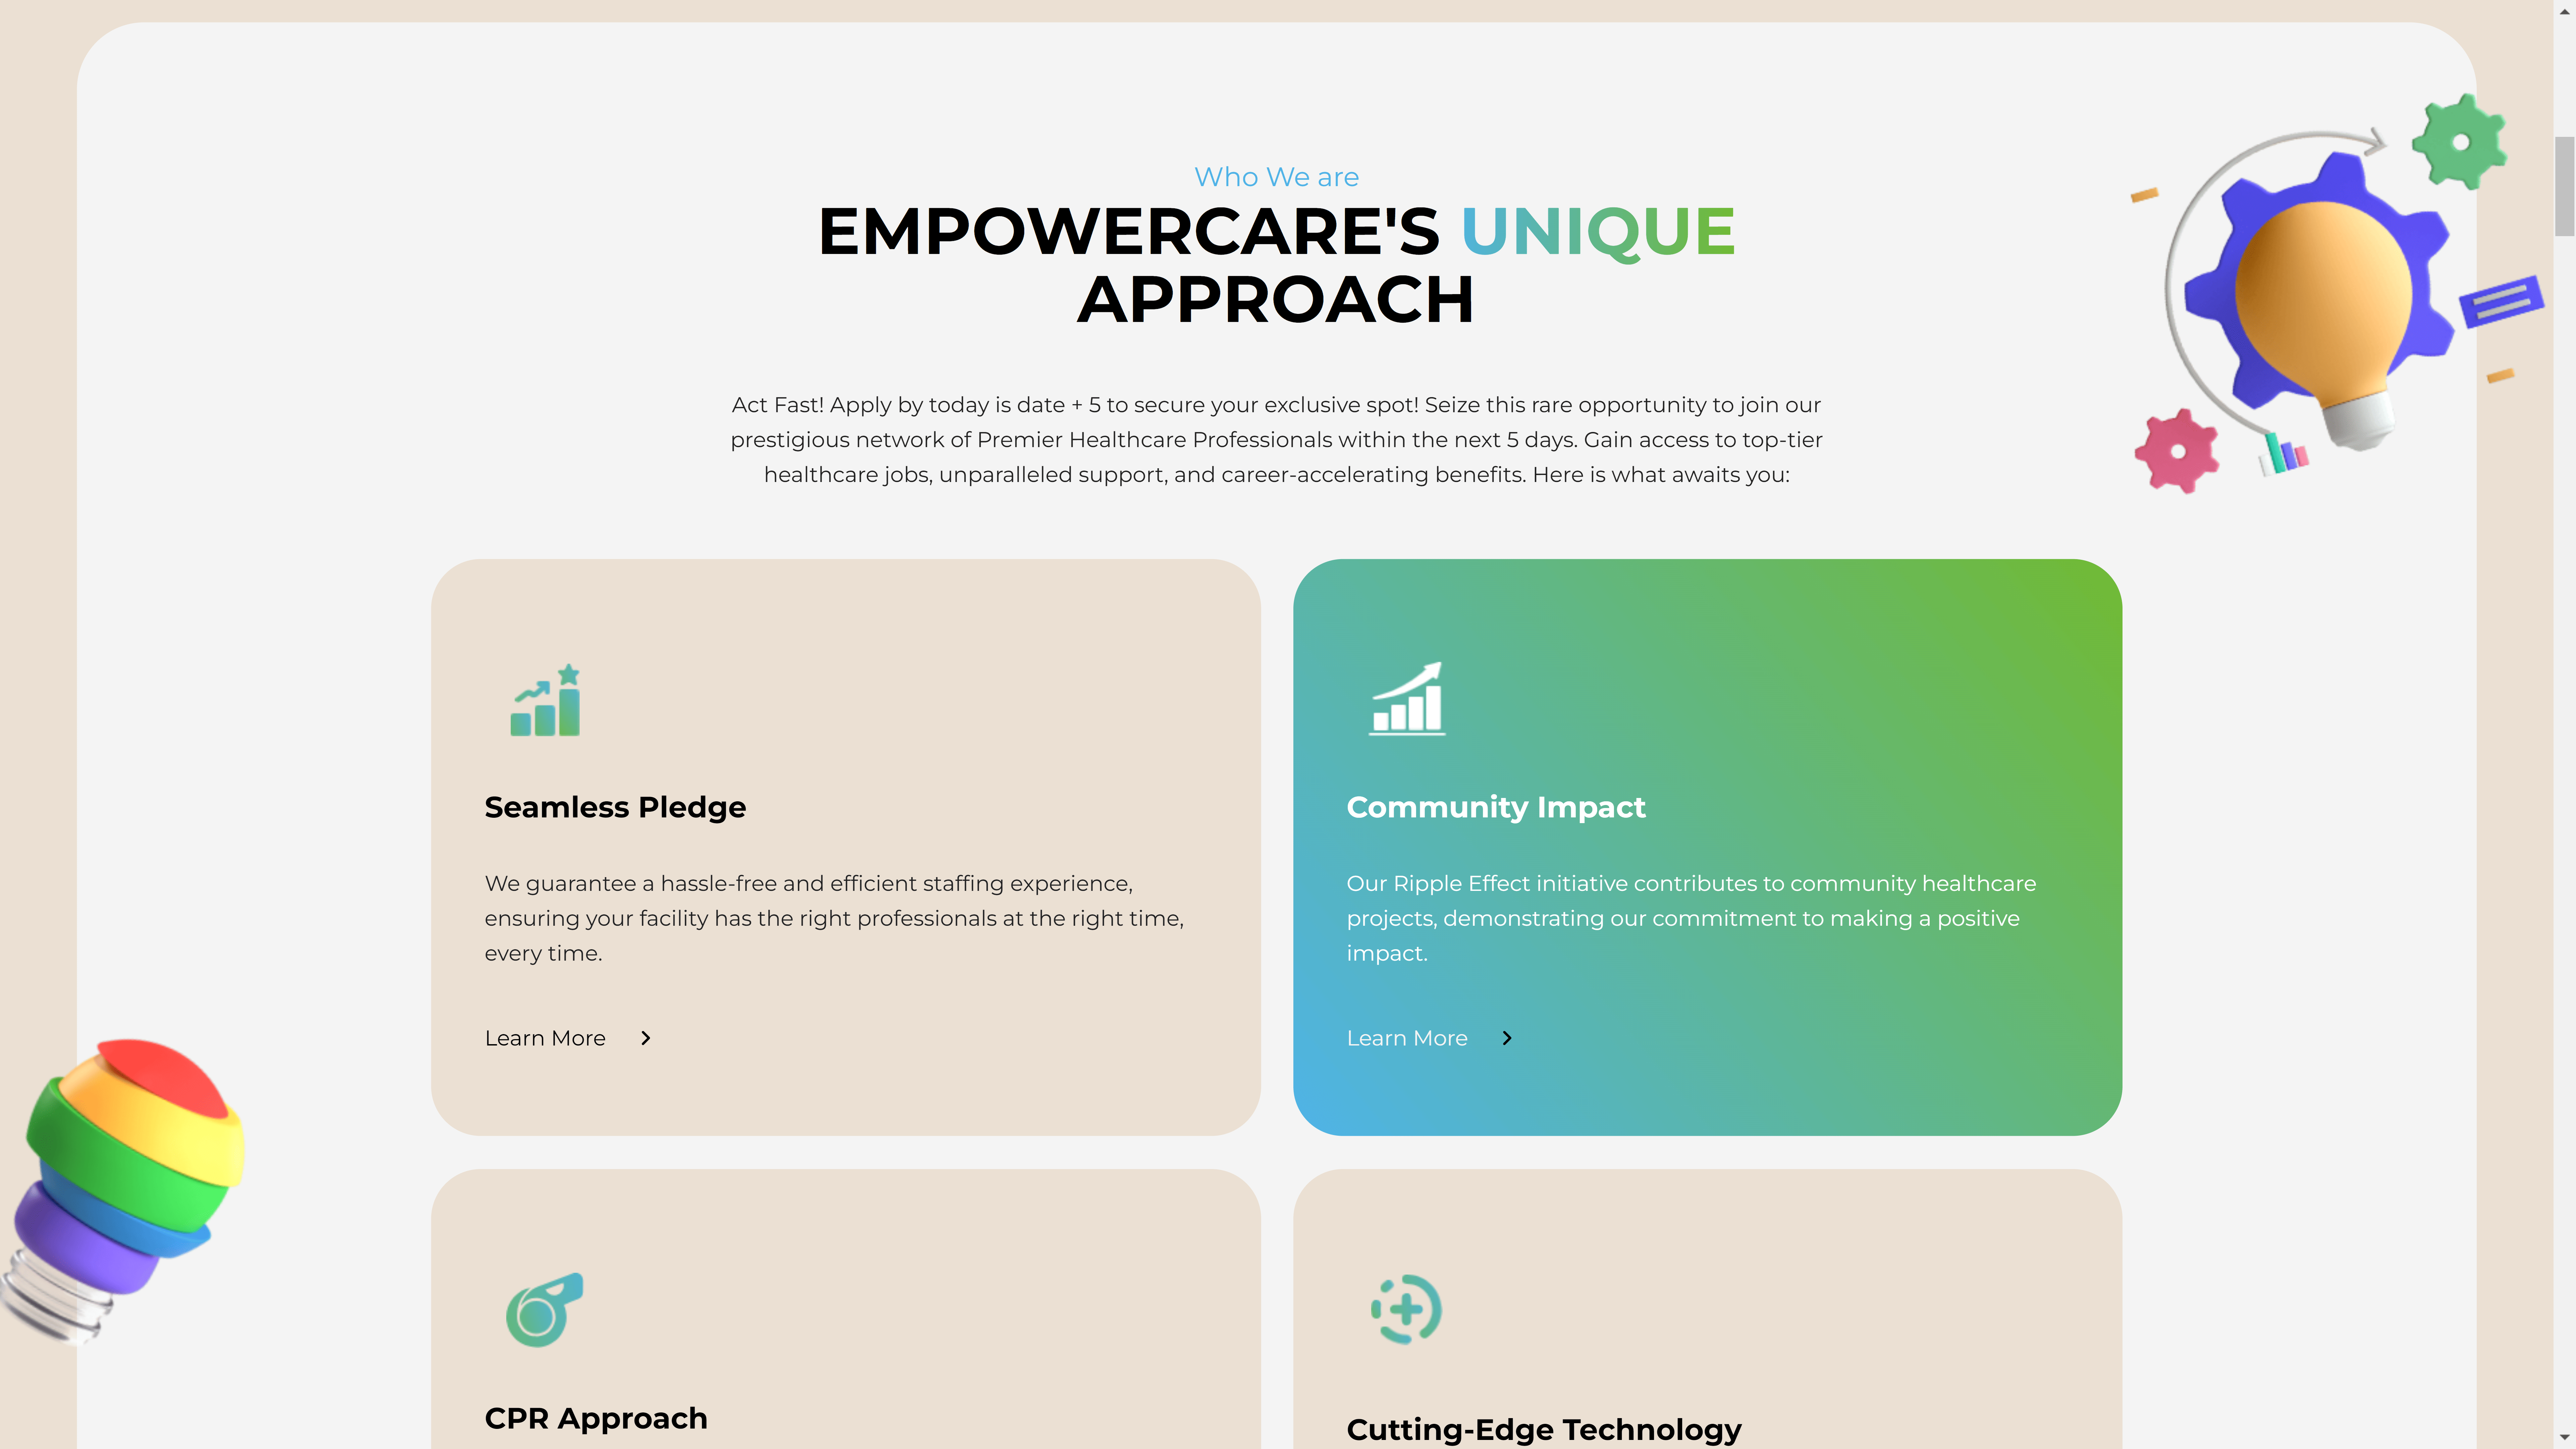 Who We are
EMPOWERCARE'S UNIQUE
APPROACH
Act Fast! Apply by today is date + 5 to secure your exclusive spot! Seize this rare opportunity to join our
prestigious network of Premier Healthcare Professionals within the next 5 days. Gain access to top-tier
healthcare jobs, unparalleled support, and career-accelerating benefits. Here is what awaits you:
Seamless Pledge
We guarantee a hassle-free and efficient staffing experience,
ensuring your facility has the right professionals at the right time,
every time.
Learn More
Community Impact
Our Ripple Effect initiative contributes to community healthcare
projects, demonstrating our commitment to making a positive
impact.
Learn More
CPR Approach
Cutting-Edge Technology